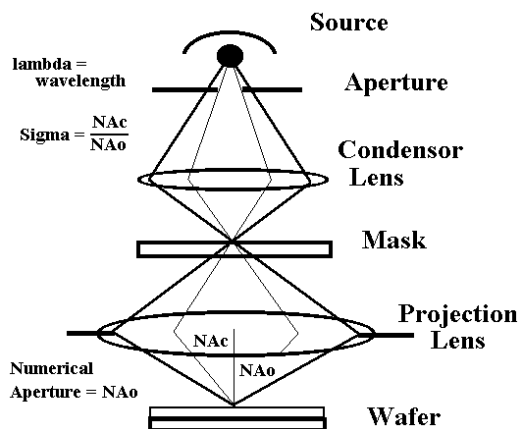 Source
lambda =
wavelength
Aperture
Sigma = NAc
NAo
Condensor
Lens
Mask
Projection
Lens
NAc
NAo
Numerical
Aperture = NAo
Wafer